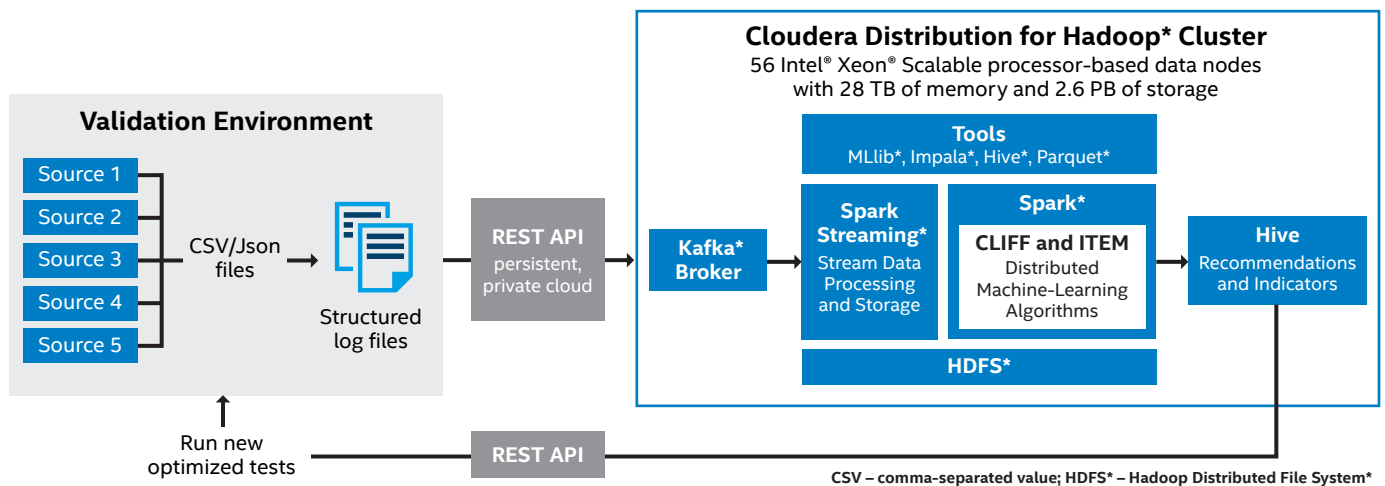 Cloudera Distribution for Hadoop* Cluster
56 Intel® Xeon® Scalable processor-based data nodes
with 28 TB of memory and 2.6 PB of storage
Validation Environment
Source 1
Source 2
Source 3
Source 4
Source 5
CSV/Json
files
Structured
log files
REST API
persistent,
private cloud
Kafka*
Broker
Tools
MLlib*, Impala*, Hive*, Parquet*
Spark
Streaming*
Stream Data
Processing
and Storage
Spark*
CLIFF and ITEM
Distributed
Machine-Learning
Algorithms
HDFS*
Hive
Recommendations
and Indicators
Run new
optimized tests
REST API
CSV – comma-separated value; HDFS* – Hadoop Distributed File System*